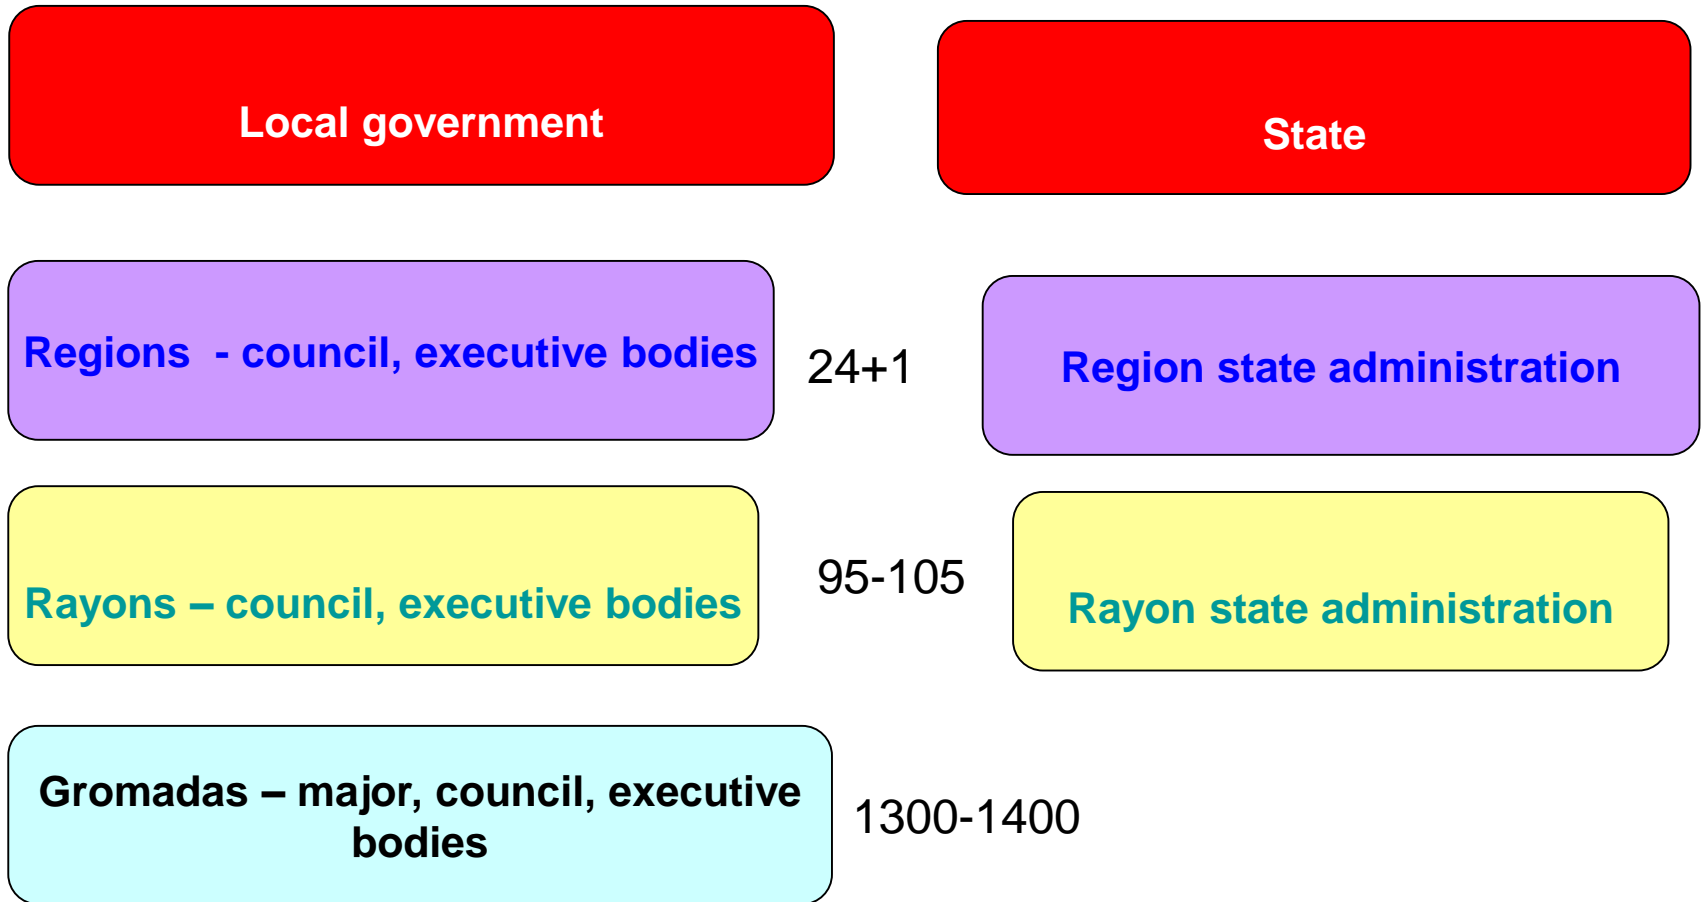 Local government
State
Regions - council, executive bodies
24+1
Region state administration
Rayons – council, executive bodies
95-105
Rayon state administration
Gromadas – major, council, executive
bodies
1300-1400